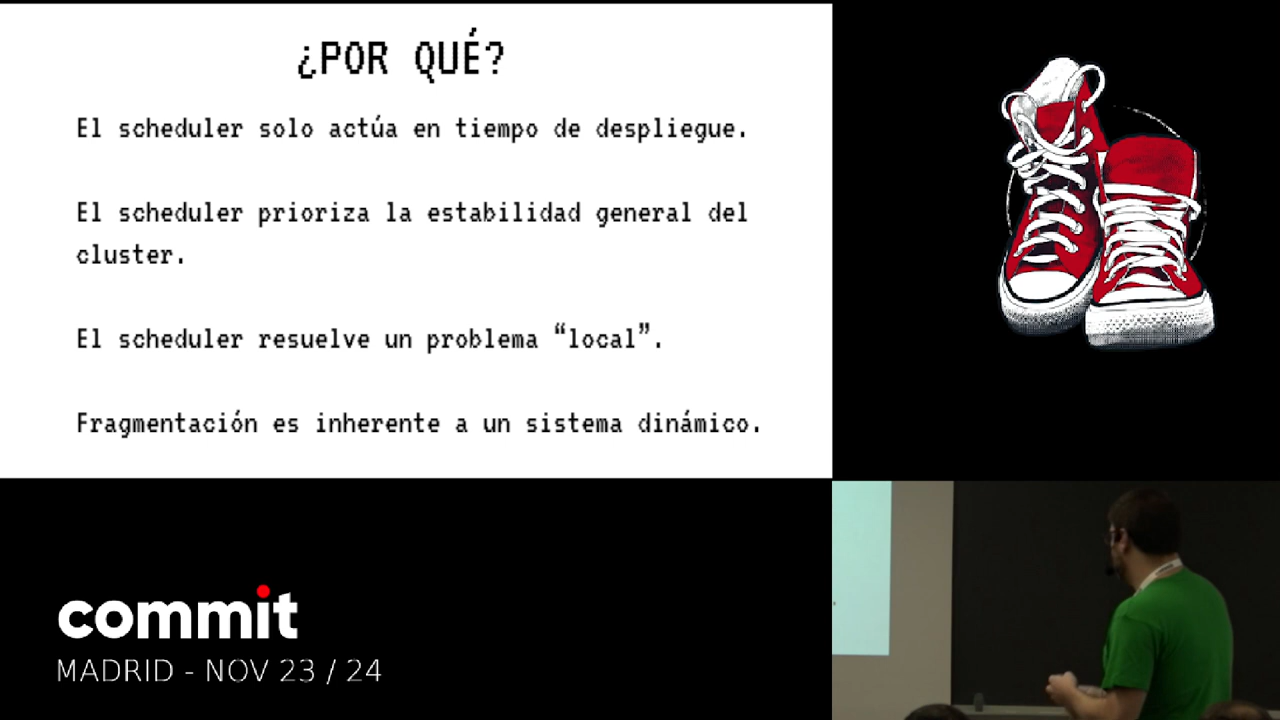 ¿POR QUÉ?
El scheduler solo actúa en tiempo de despliegue.
El scheduler prioriza la estabilidad general del
cluster.
El scheduler resuelve un problema “local”.
Fragmentación es inherente a un sistema dinámico.
commit
MADRID - NOV 23 / 24